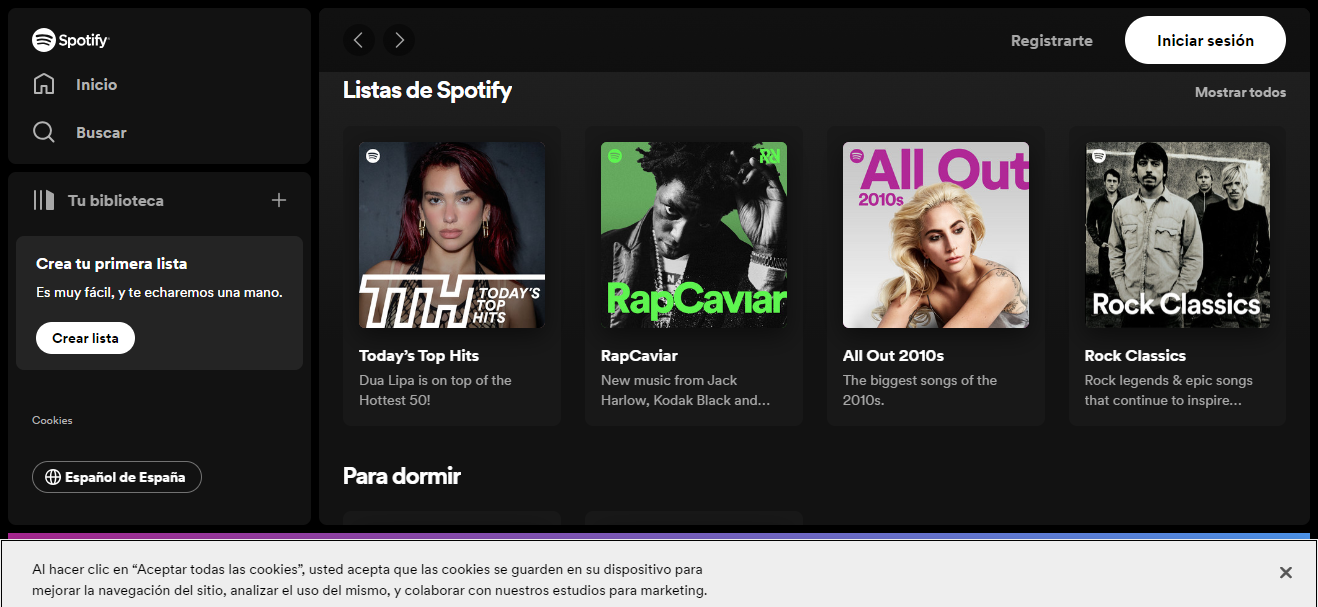 Spotify
Inicio
Buscar
Tu biblioteca
Crea tu primera lista
Es muy fácil, y te echaremos una mano.
Crear lista
Cookies
Español de España
Registrarte
Iniciar sesión
Listas de Spotify
Mostrar todos
TTH TODAY'S
TOP
HITS
Today's Top Hits
Dua Lipa is on top of the
Hottest 50!
RapCaviar
RapCaviar
New music from Jack
Harlow, Kodak Black and...
All Out
2010s
All Out 2010s
The biggest songs of the
2010s.
Rock Classics
Rock Classics
Rock legends & epic songs
that continue to inspire...
Para dormir
Al hacer clic en “Aceptar todas las cookies”, usted acepta que las cookies se guarden en su dispositivo para
mejorar la navegación del sitio, analizar el uso del mismo, y colaborar con nuestros estudios para marketing.